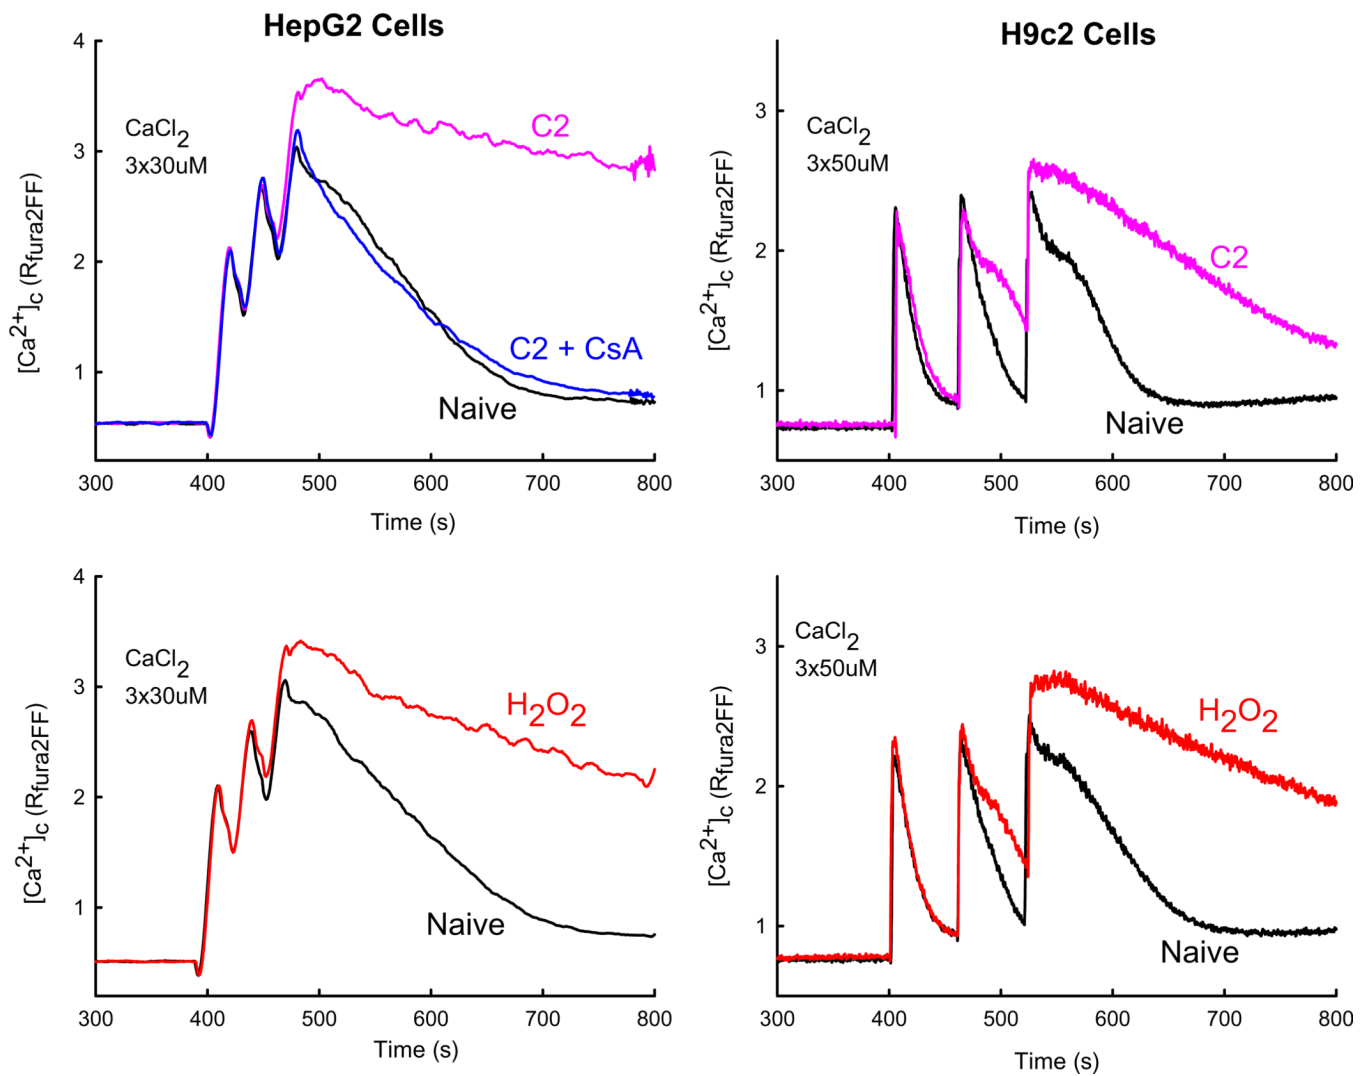 HepG2 Cells
4
3
2
1
CaCl2
3x30uM
C2
C2 + CsA
Naive
[Ca2+]C (Rfura2FF)
300 400 500 600 700 800
Time (s)
H9c2 Cells
3
2
1
CaCl2
3x50uM
C2
Naive
[Ca2+]C (Rfura2FF)
300 400 500 600 700 800
Time (s)
4
3
2
1
CaCl2
3x30uM
H2O2
Naive
[Ca2+]C (Rfura2FF)
300 400 500 600 700 800
Time (s)
3
2
1
CaCl2
3x50uM
H2O2
Naive
[Ca2+]C (Rfura2FF)
300 400 500 600 700 800
Time (s)